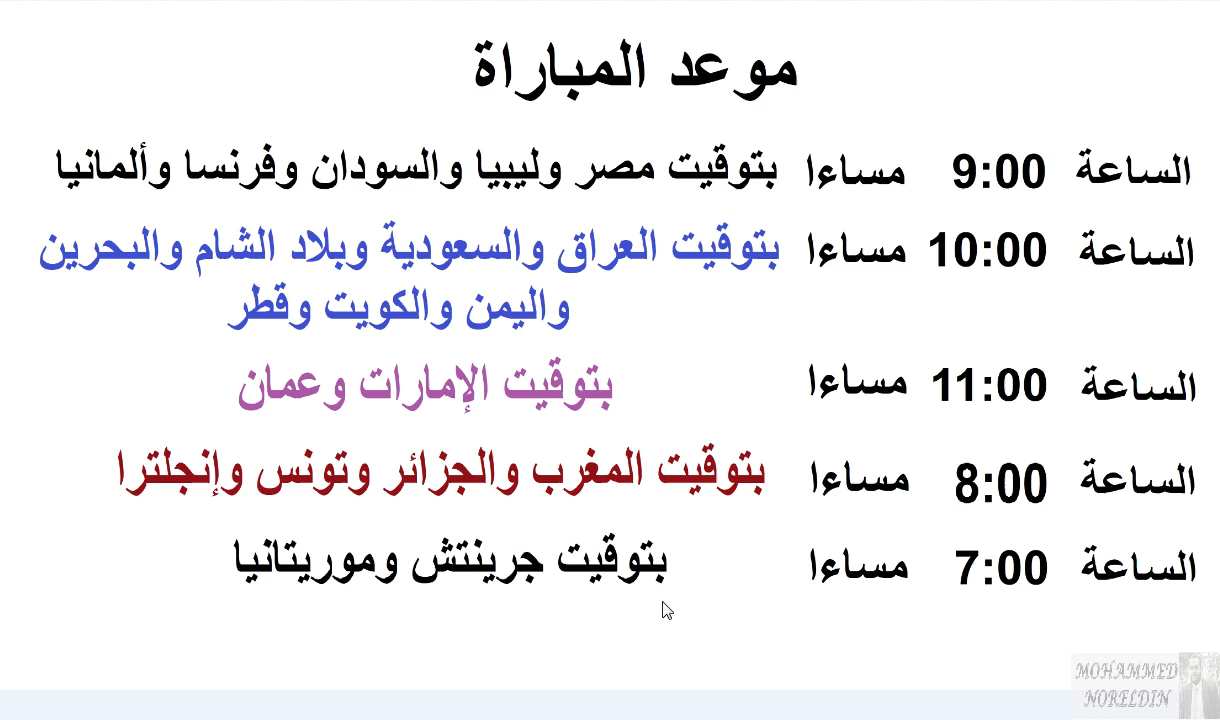 موعد المباراة
الساعة 9:00 مساءا بتوقيت مصر وليبيا والسودان وفرنسا وألمانيا
الساعة 10:00 مساءا بتوقيت العراق والسعودية وبلاد الشام والبحرين
واليمن والكويت وقطر
الساعة 11:00 مساءا بتوقيت الإمارات وعمان
الساعة 8:00 مساءا بتوقيت المغرب والجزائر وتونس وإنجلترا
الساعة 7:00 مساءا بتوقيت جرينتش وموريتانيا
MOHAMMED
NORELDIN